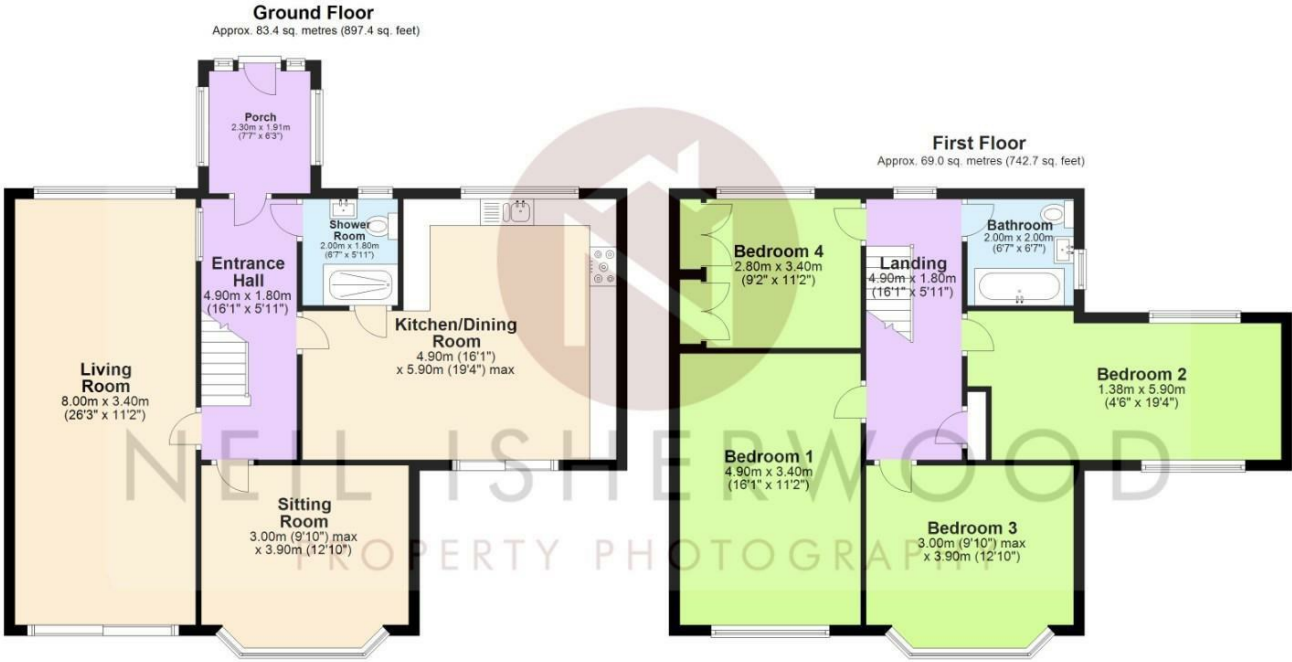 Ground Floor
Approx. 83.4 sq. metres (897.4 sq. feet)
Porch
2.30m x 1.91m
(7'7" x 6'3")
Shower
Room
2.00m x 1.80m
(6'7" x 5'11")
Entrance
Hall
4.90m x 1.80m
(16'1" x 5'11")
Kitchen/Dining
Room
4.90m (16'1")
x 5.90m (19'4") max
Living
Room
8.00m x 3.40m
(26'3" x 11'2")
Sitting
Room
3.00m (9'10") max
x 3.90m (12'10")
First Floor
Approx. 69.0 sq. metres (742.7 sq. feet)
Bedroom 4
2.80m x 3.40m
(9'2" x 11'2")
Landing
4.90m x 1.80m
(16'1" x 5'11")
Bathroom
2.00m x 2.00m
(6'7" x 6'7")
Bedroom 2
1.38m x 5.90m
(4'6" x 19'4")
Bedroom 1
4.90m x 3.40m
(16'1" x 11'2")
Bedroom 3
3.00m (9'10") max
x 3.90m (12'10")
NEIL ISHERWOOD
PROPERTY PHOTOGRAPHY